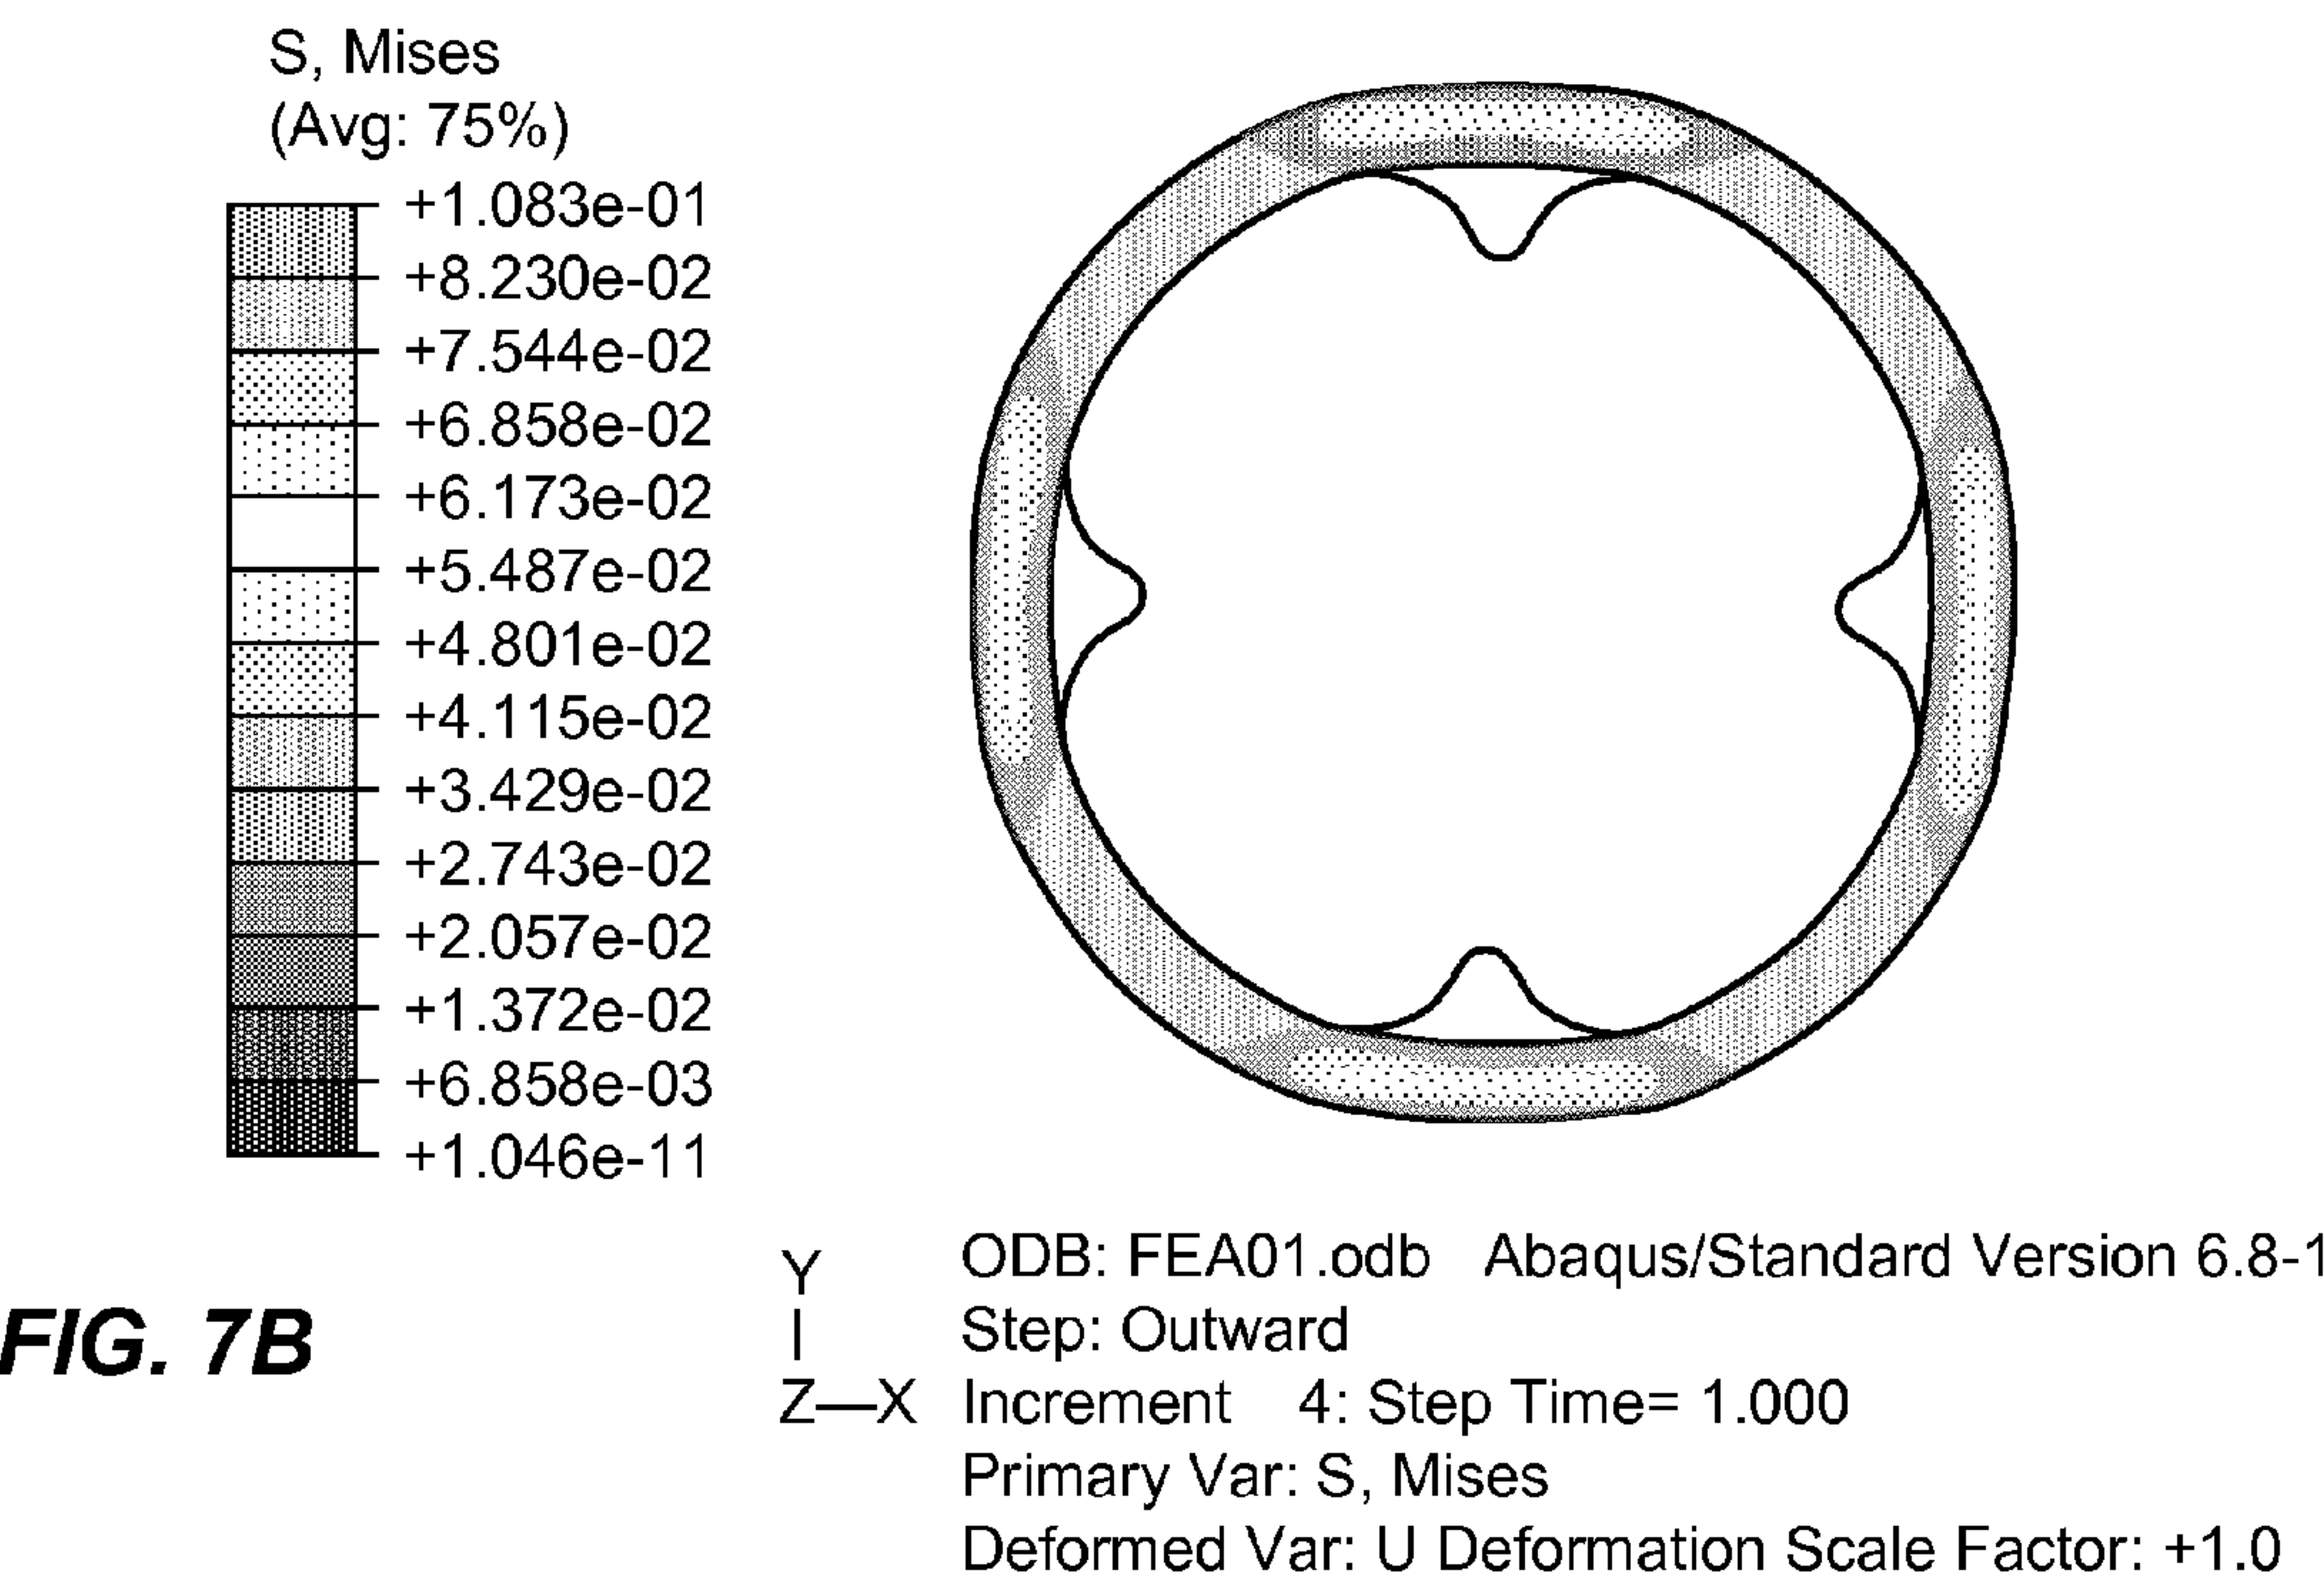 S, Mises
(Avg: 75%)
+1.083e-01
+8.230e-02
+7.544e-02
+6.858e-02
+6.173e-02
+5.487e-02
+4.801e-02
+4.115e-02
+3.429e-02
+2.743e-02
+2.057e-02
+1.372e-02
+6.858e-03
+1.046e-11
FIG. 7B
Y
Z—X
ODB: FEA01.odb Abaqus/Standard Version 6.8-1
Step: Outward
Increment 4: Step Time= 1.000
Primary Var: S, Mises
Deformed Var: U Deformation Scale Factor: +1.0